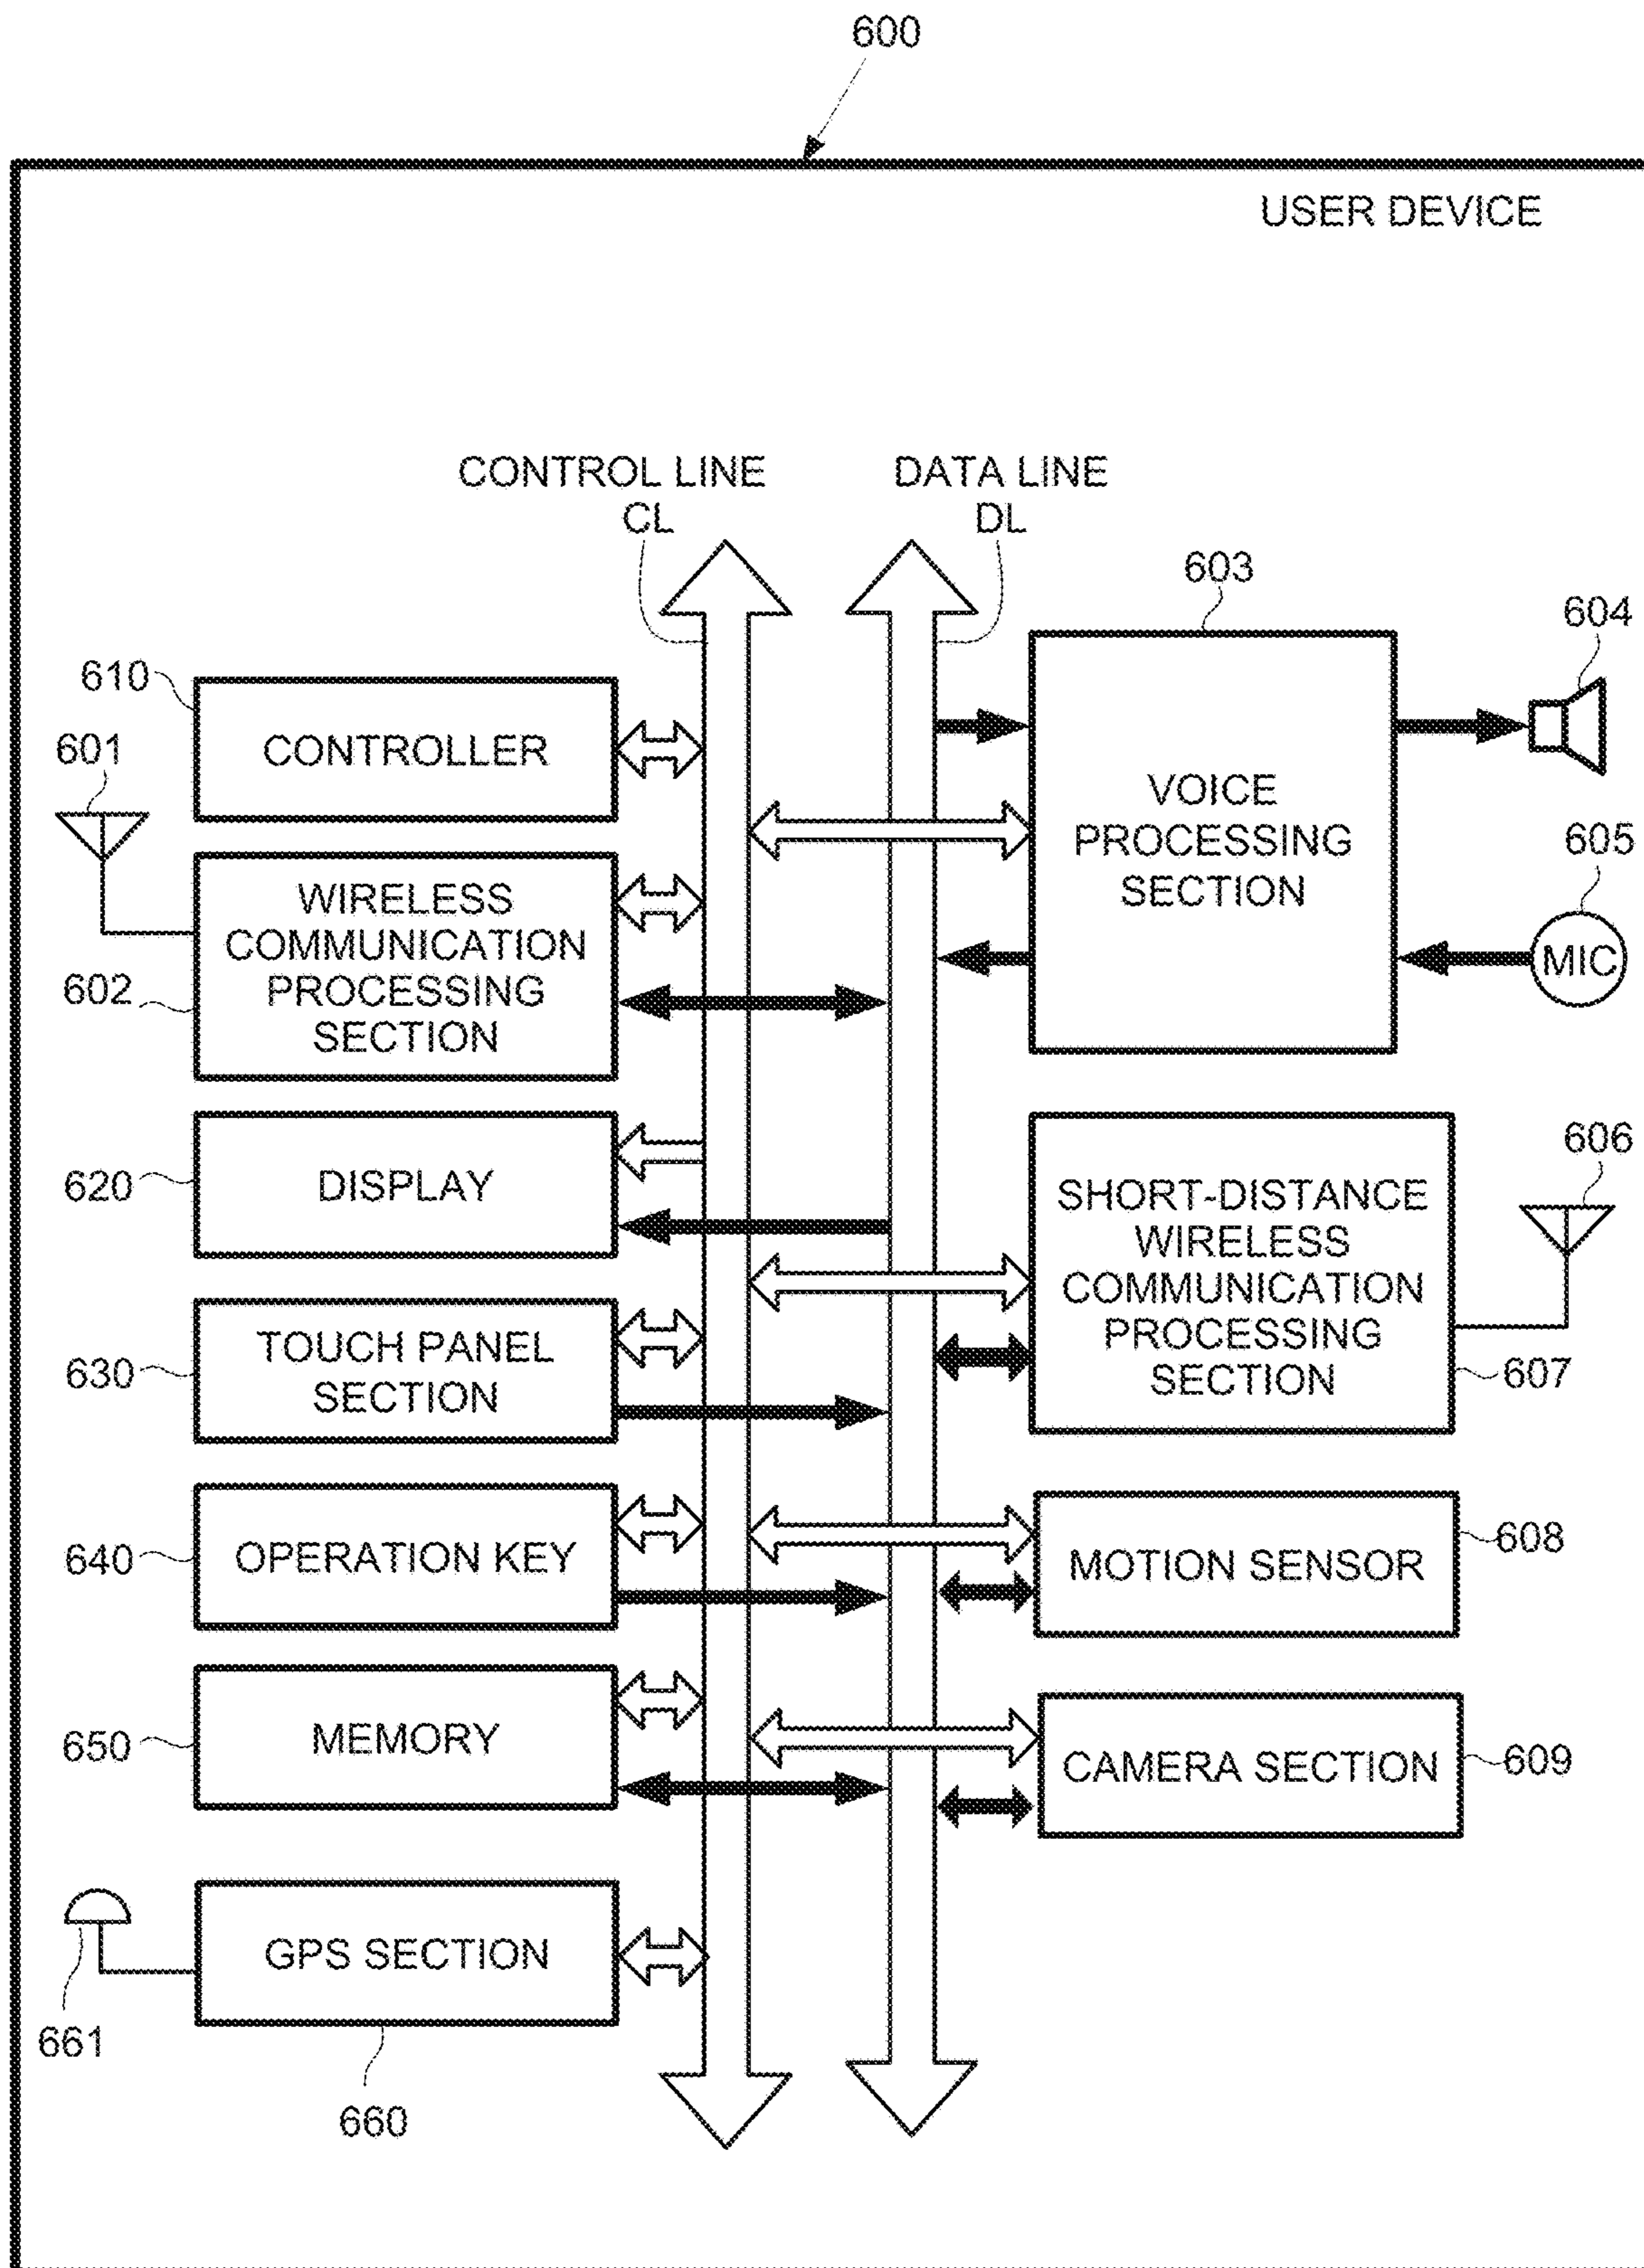 600
USER DEVICE
CONTROL LINE
CL
DATA LINE
DL
603
604
610
CONTROLLER
601
VOICE
PROCESSING
SECTION
605
MIC
WIRELESS
COMMUNICATION
PROCESSING
SECTION
602
606
620
DISPLAY
SHORT-DISTANCE
WIRELESS
COMMUNICATION
PROCESSING
SECTION
607
630
TOUCH PANEL
SECTION
640
OPERATION KEY
MOTION SENSOR
608
650
MEMORY
CAMERA SECTION
609
GPS SECTION
661
660